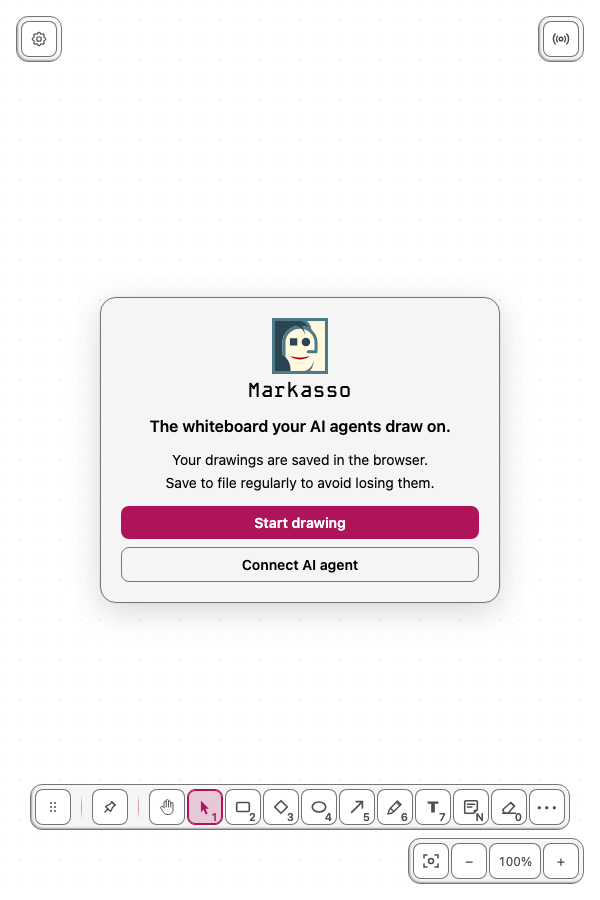 Markasso
The whiteboard your AI agents draw on.
Your drawings are saved in the browser.
Save to file regularly to avoid losing them.
Start drawing
Connect AI agent
1
2
3
4
5
6
T 7
N
0
− 100% +